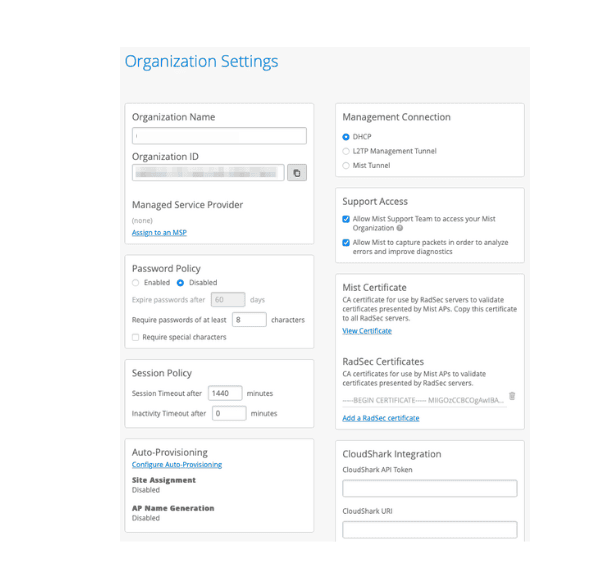 Organization Settings
Organization Name
Organization ID
Managed Service Provider
(none)
Assign to an MSP
Password Policy
Enabled Disabled
Expire passwords after 60 days
Require passwords of at least 8 characters
Require special characters
Session Policy
Session Timeout after 1440 minutes
Inactivity Timeout after 0 minutes
Auto-Provisioning
Configure Auto-Provisioning
Site Assignment
Disabled
AP Name Generation
Disabled
Management Connection
DHCP
L2TP Management Tunnel
Mist Tunnel
Support Access
Allow Mist Support Team to access your Mist
Organization
Allow Mist to capture packets in order to analyze
errors and improve diagnostics
Mist Certificate
CA certificate for use by RadSec servers to validate
certificates presented by Mist APs. Copy this certificate
to all RadSec servers.
View Certificate
RadSec Certificates
CA certificates for use by Mist APs to validate
certificates presented by RadSec servers.
-----BEGIN CERTIFICATE-----
Add a RadSec certificate
CloudShark Integration
CloudShark API Token
CloudShark URI